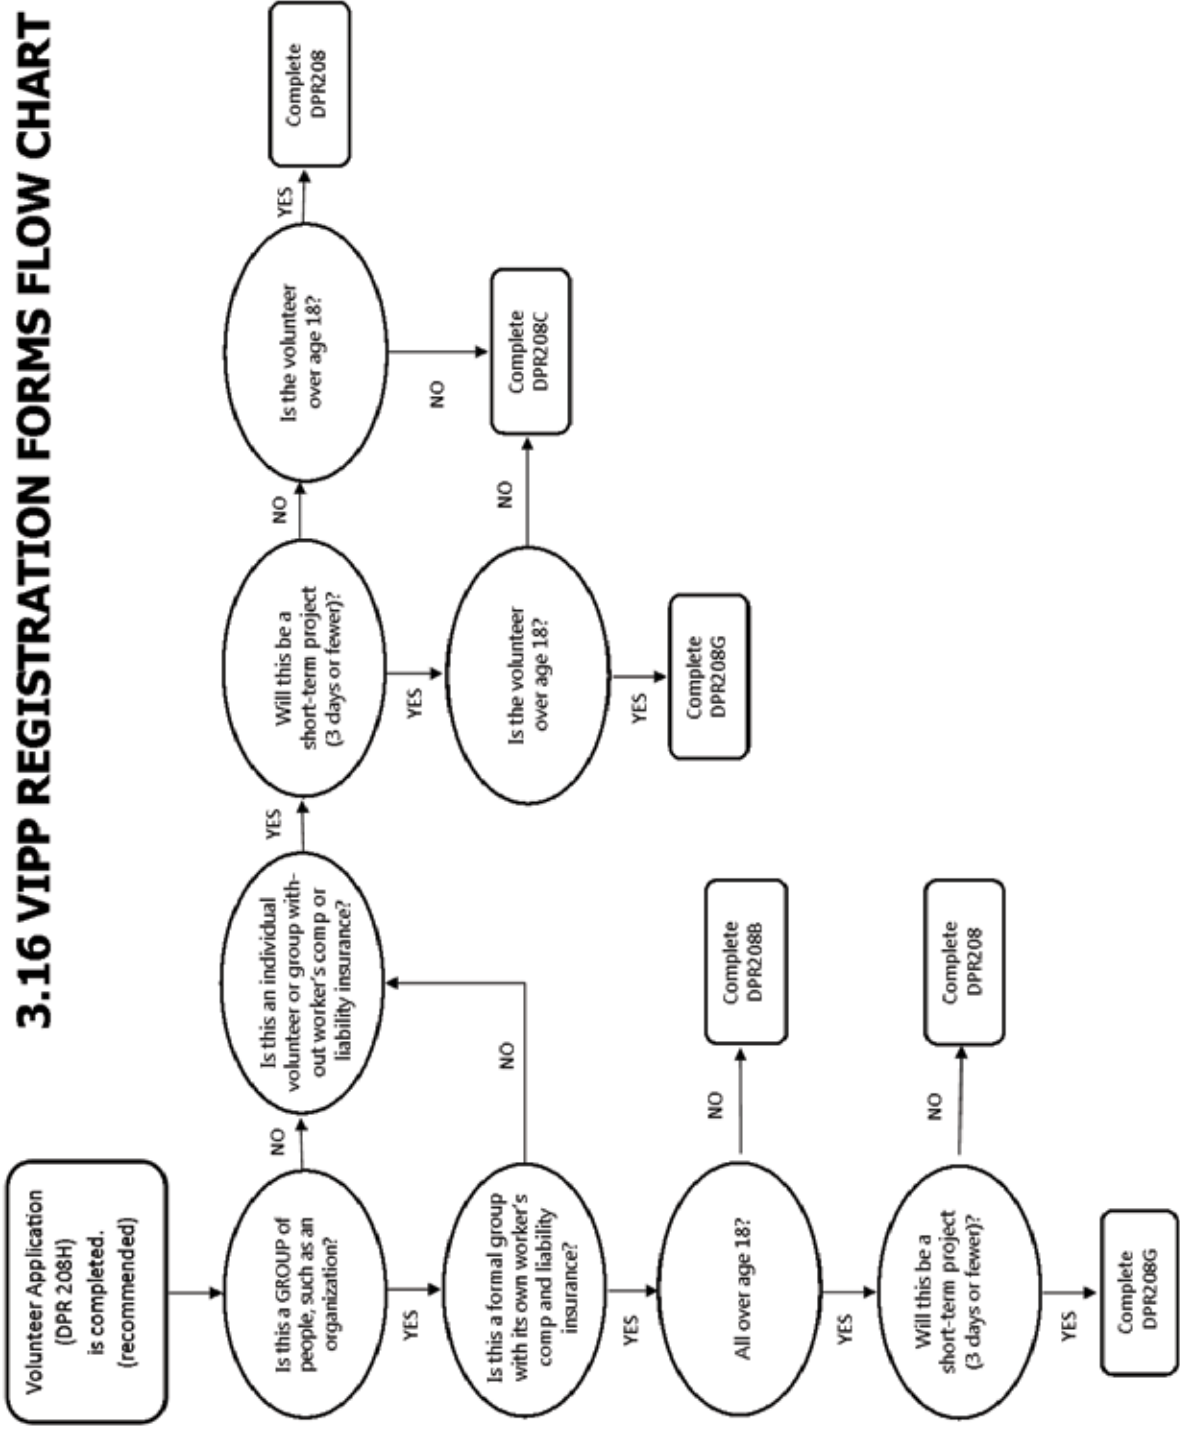 3.16 VIPP REGISTRATION FORMS FLOW CHART
Volunteer Application
(DPR 208H)
is completed.
(recommended)
Is this a GROUP of
people, such as an
organization?
NO
Is this an individual
volunteer or group with-
out worker's comp or
liability insurance?
YES
Will this be a
short-term project
(3 days or fewer)?
NO
Is the volunteer
over age 18?
YES
Complete
DPR208
YES
NO
YES
NO
Is this a formal group
with its own worker's
comp and liability
insurance?
Is the volunteer
over age 18?
NO
Complete
DPR208C
YES
YES
All over age 18?
NO
Complete
DPR208B
Complete
DPR208G
YES
Will this be a
short-term project
(3 days or fewer)?
NO
Complete
DPR208
YES
Complete
DPR208G